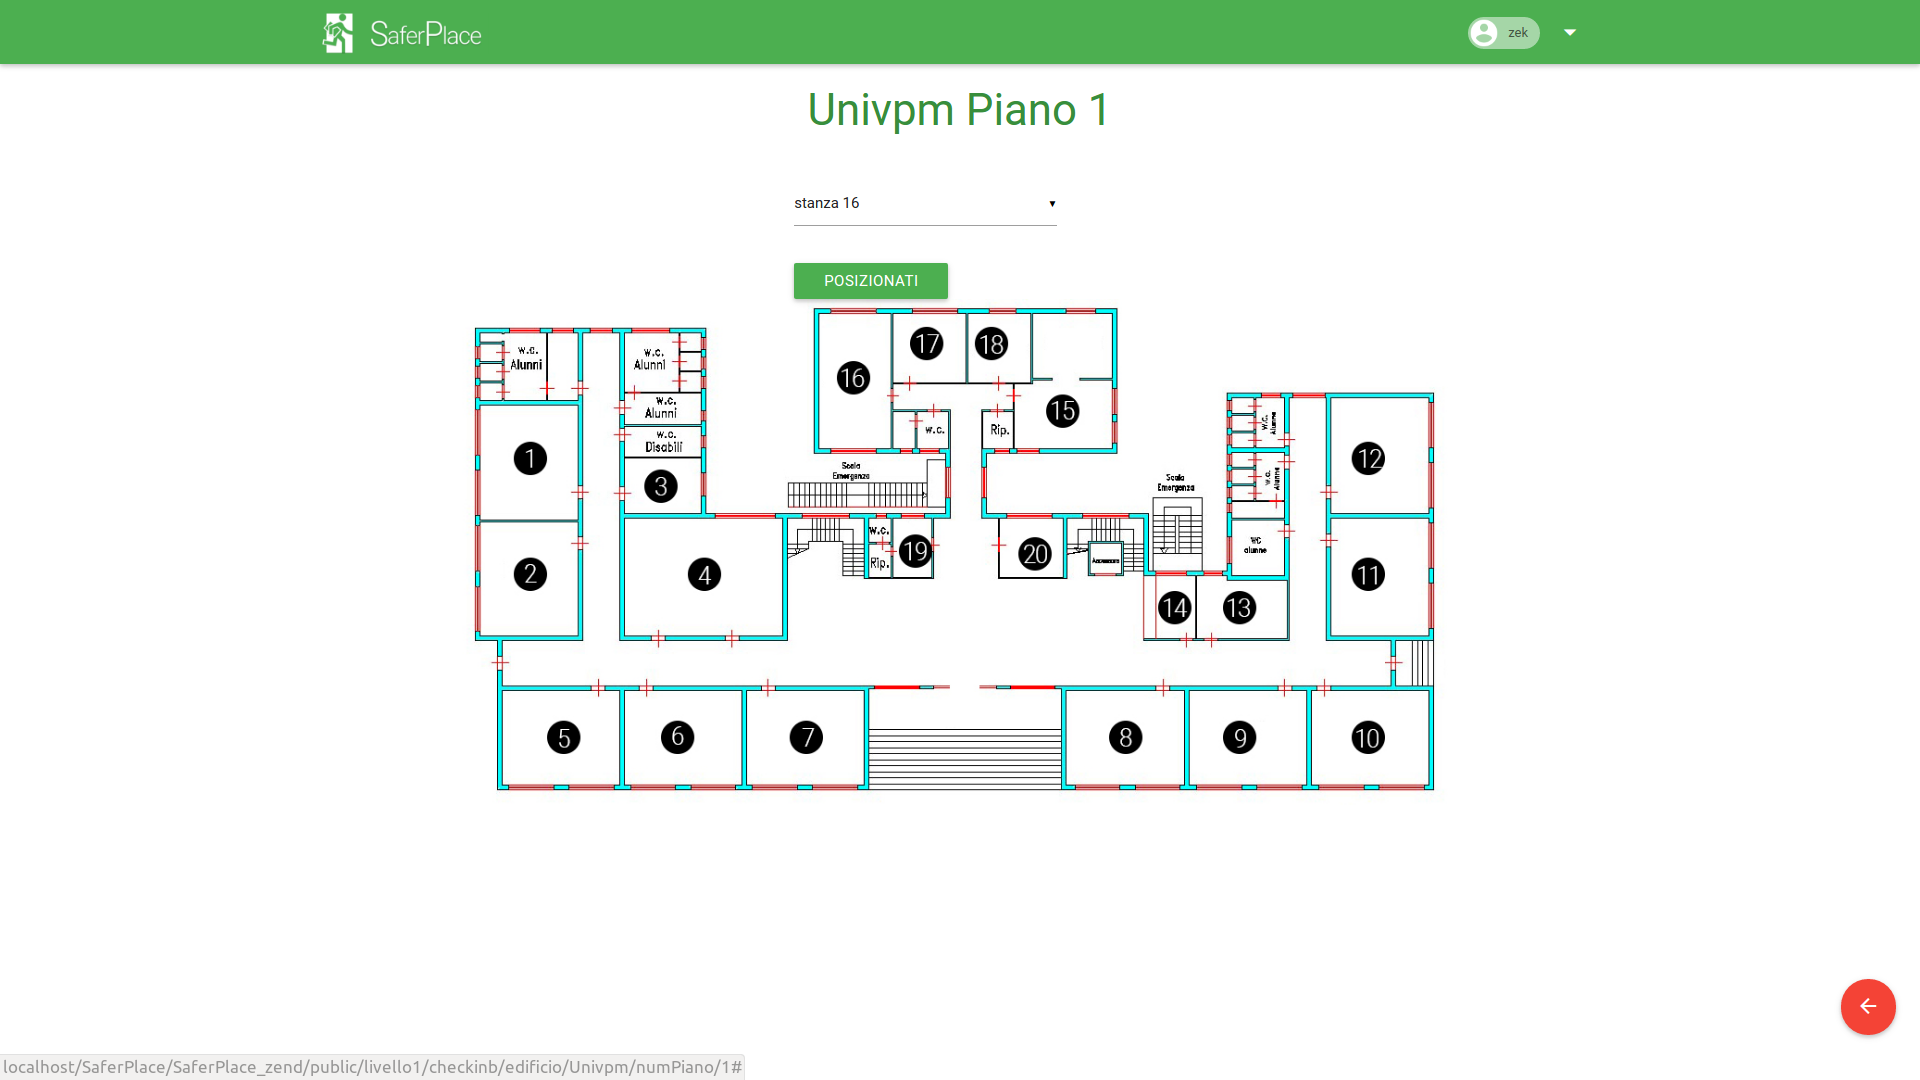 SaferPlace
zek
Univpm Piano 1
stanza 16
POSIZIONATI
w.c.
Alunni
w.c.
Alunni
w.c.
Alunni
w.c.
Disabili
1
2
3
4
16
17
18
15
w.c.
Rip.
Scala
Emergenza
Scala
Emergenza
w.c.
Rip.
19
20
Ascensore
w.c.
Alunne
w.c.
Alunne
WC
alunne
12
11
14
13
5
6
7
8
9
10
localhost/SaferPlace/SaferPlace_zend/public/livello1/checkinb/edificio/Univpm/numPiano/1#